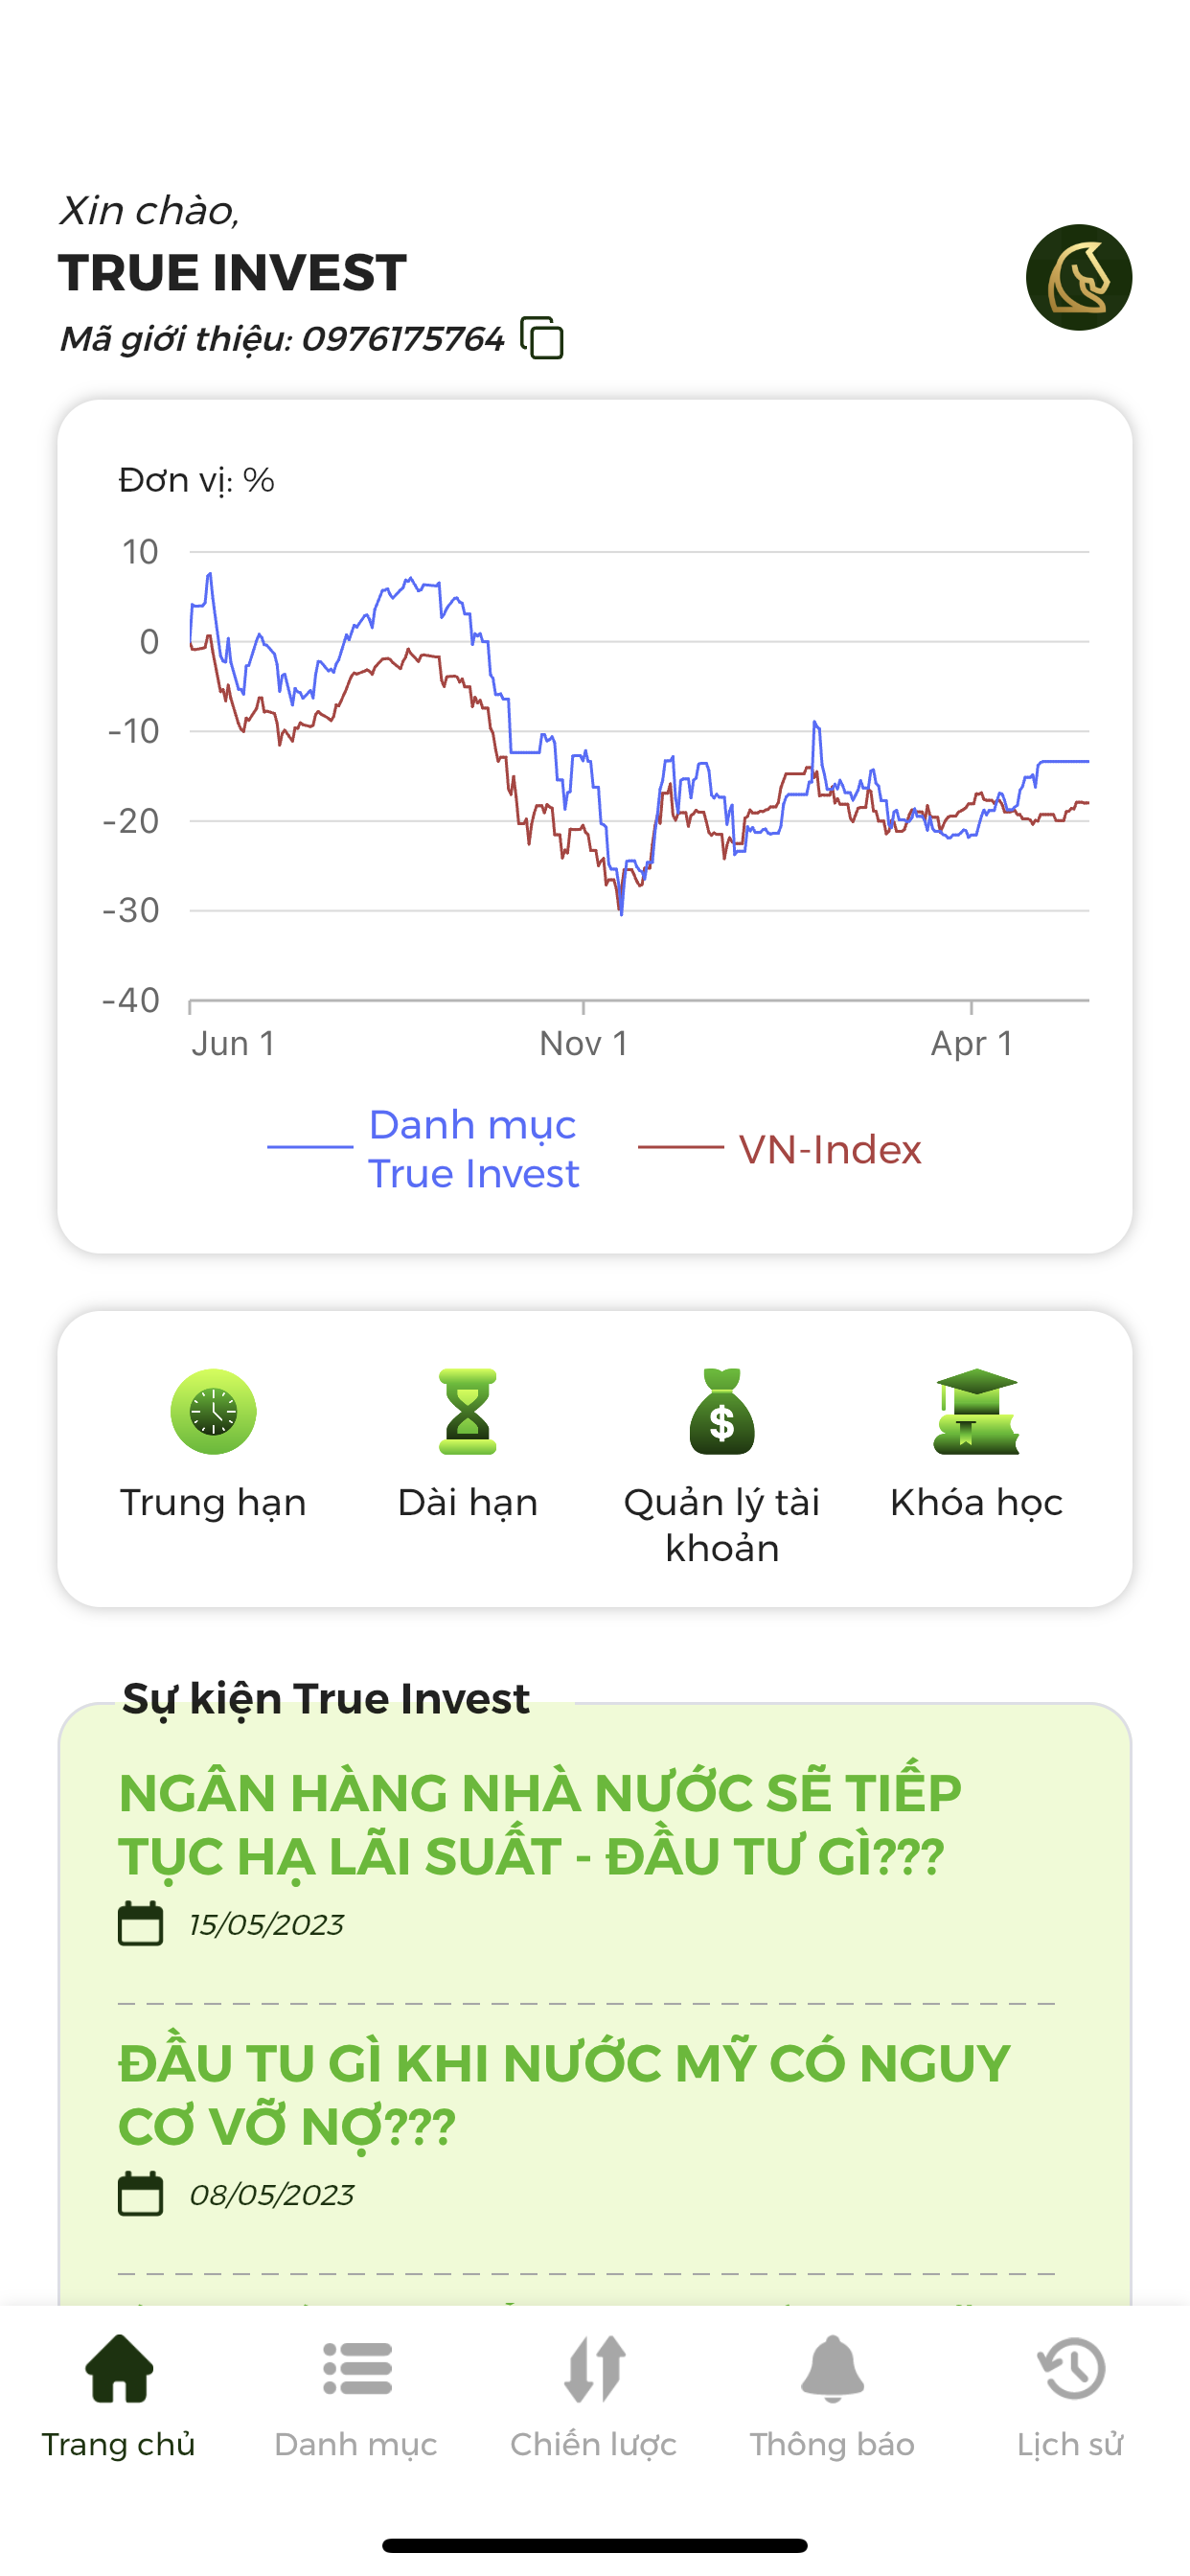 Xin chào,
TRUE INVEST
Mã giới thiệu: 0976175764
Đơn vị: %
10
0
-10
-20
-30
-40
Jun 1
Nov 1
Apr 1
Danh mục
True Invest
VN-Index
Trung hạn
Dài hạn
Quản lý tài
khoản
Khóa học
Sự kiện True Invest
NGÂN HÀNG NHÀ NƯỚC SẼ TIẾP
TỤC HẠ LÃI SUẤT - ĐẦU TƯ GÌ???
15/05/2023
ĐẦU TU GÌ KHI NƯỚC MỸ CÓ NGUY
CƠ VỠ NỢ???
08/05/2023
Trang chủ
Danh mục
Chiến lược
Thông báo
Lịch sử